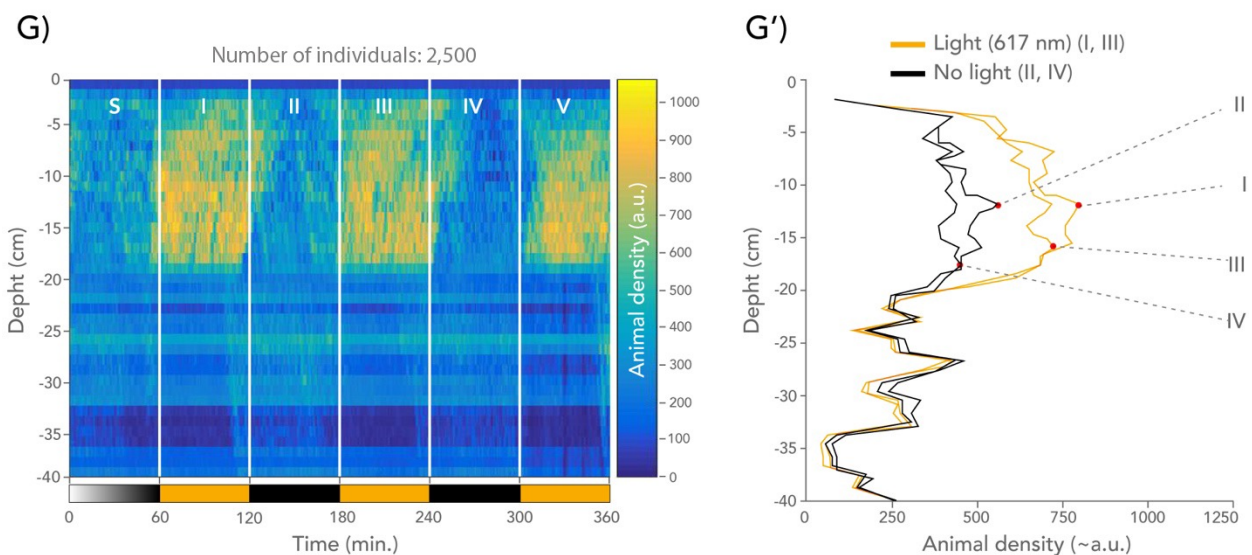 G)
Number of individuals: 2,500
S I II III IV V
0
-5
-10
-15
-20
-25
-30
-35
-40
Depht (cm)
0 60 120 180 240 300 360
Time (min.)
1000
900
800
700
600
500
400
300
200
100
0
Animal density (a.u.)
G')
Light (617 nm) (I, III)
No light (II, IV)
0
-5
-10
-15
-20
-25
-30
-35
-40
Depht (cm)
II
I
III
IV
0 250 500 750 1000 1250
Animal density (~a.u.)